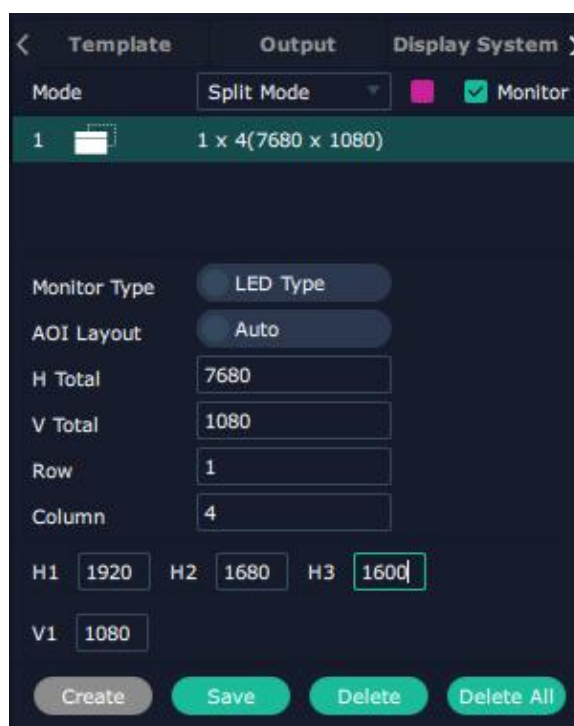 Template Output Display System
Mode Split Mode Monitor
1 1 x 4(7680 x 1080)
Monitor Type LED Type
AOI Layout Auto
H Total 7680
V Total 1080
Row 1
Column 4
H1 1920 H2 1680 H3 1600
V1 1080
Create Save Delete Delete All